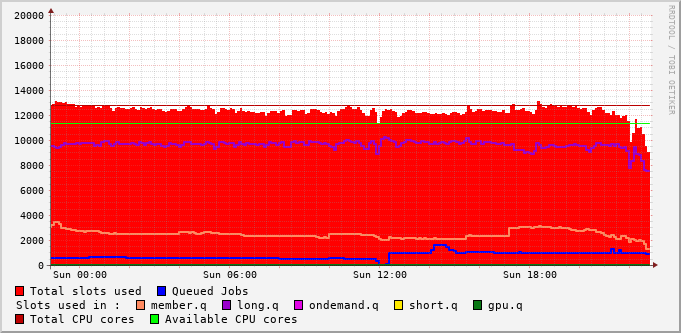 20000
18000
16000
14000
12000
10000
8000
6000
4000
2000
0
Sun 00:00 Sun 06:00 Sun 12:00 Sun 18:00
Total slots used Queued Jobs
Slots used in : member.q long.q ondemand.q short.q gpu.q
Total CPU cores Available CPU cores
RRDTOOL / TOBI OETIKER